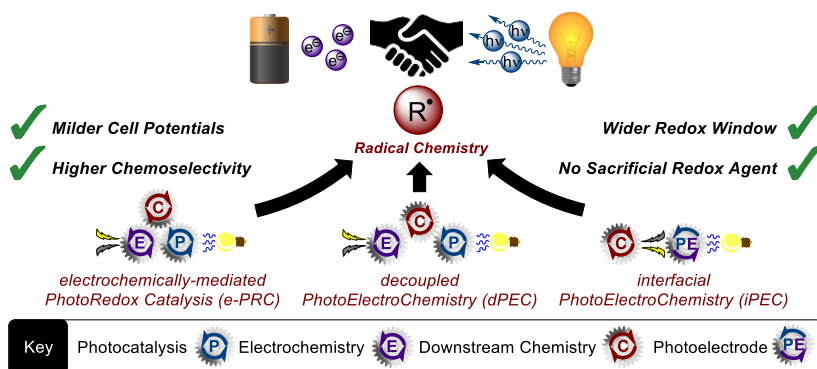 e⊖
e⊖
e⊖
hν
hν
hν
R•
Radical Chemistry
Milder Cell Potentials
Higher Chemoselectivity
Wider Redox Window
No Sacrificial Redox Agent
C
E
P
electrochemically-mediated
PhotoRedox Catalysis (e-PRC)
C
E
P
decoupled
PhotoElectroChemistry (dPEC)
C
PE
interfacial
PhotoElectroChemistry (iPEC)
Key
Photocatalysis P Electrochemistry E Downstream Chemistry C Photoelectrode PE